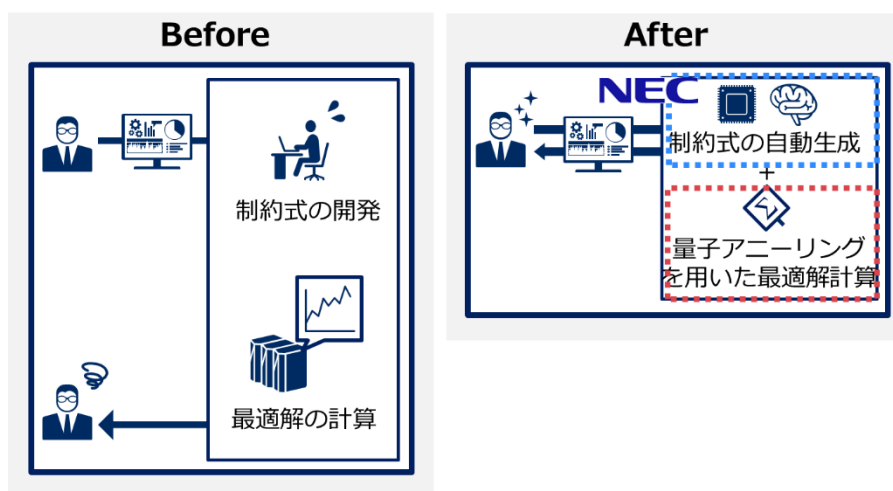 Before
制約式の開発
最適解の計算
After
NEC
制約式の自動生成
+
量子アニーリング
を用いた最適解計算